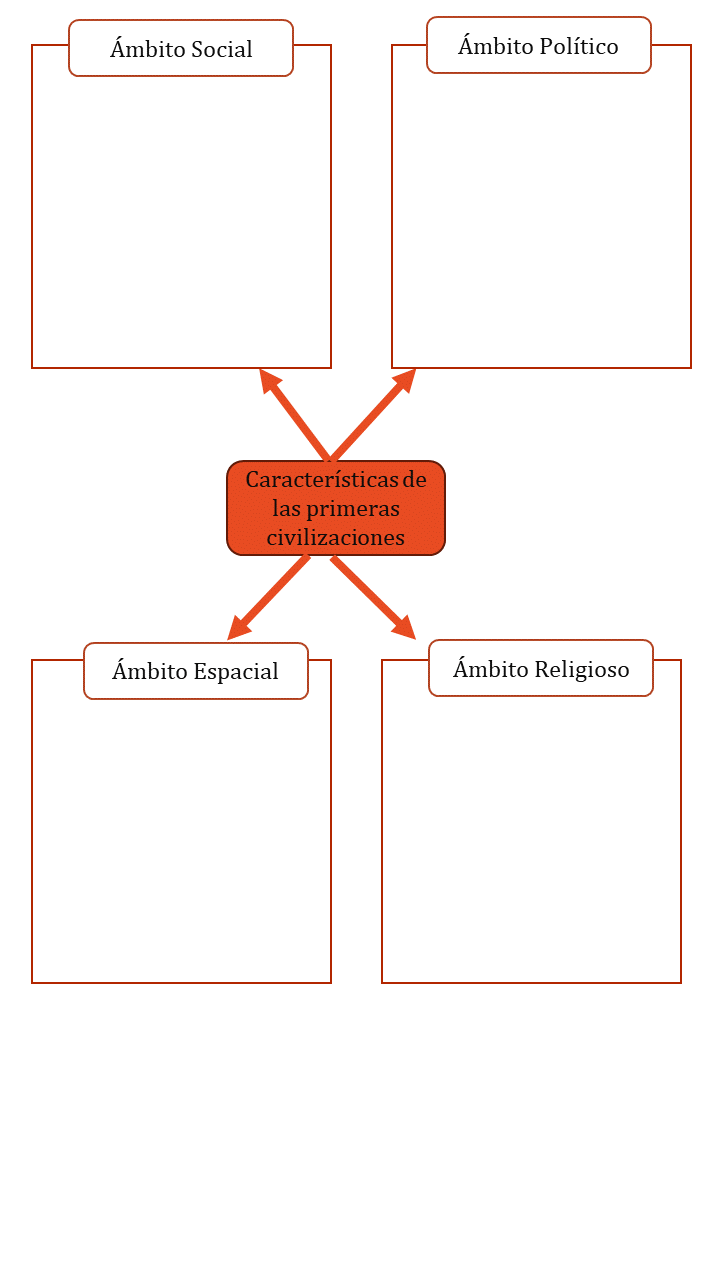 Ámbito Social
Ámbito Político
Características de
las primeras
civilizaciones
Ámbito Espacial
Ámbito Religioso